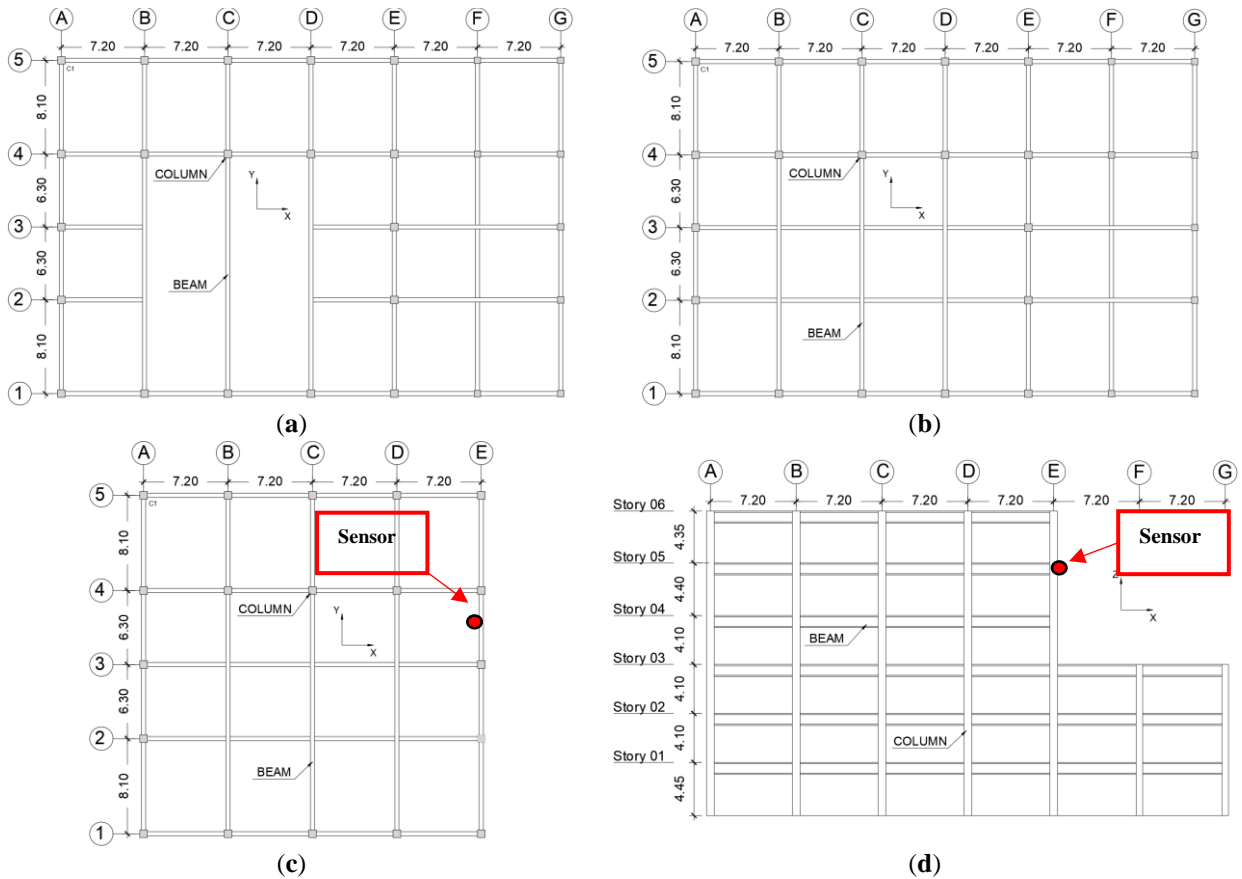 A B C D E F G
7.20 7.20 7.20 7.20 7.20 7.20
5
C1
8.10
4
COLUMN
6.30
Y
X
3
6.30
BEAM
2
8.10
1
(a)
A B C D E F G
7.20 7.20 7.20 7.20 7.20 7.20
5
C1
8.10
4
COLUMN
6.30
Y
X
3
6.30
2
BEAM
8.10
1
(b)
A B C D E
7.20 7.20 7.20 7.20
5
C1
Sensor
8.10
4
COLUMN
6.30
Y
X
3
6.30
2
BEAM
8.10
1
(c)
A B C D E F G
7.20 7.20 7.20 7.20 7.20 7.20
Story 06
4.35
Sensor
Story 05
Z
4.40
X
Story 04
BEAM
4.10
Story 03
4.10
Story 02
COLUMN
4.10
Story 01
4.45
(d)